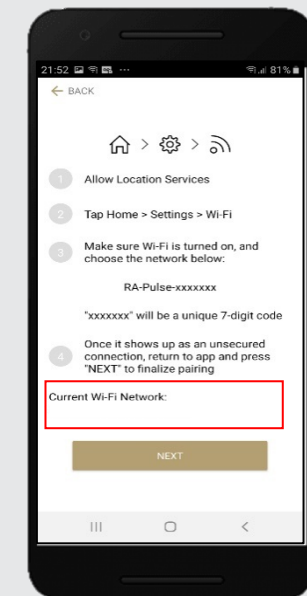 21:52 ... 81%
← BACK
> >
1 Allow Location Services
2 Tap Home > Settings > Wi-Fi
3 Make sure Wi-Fi is turned on, and
choose the network below:
RA-Pulse-xxxxxxx
"xxxxxxx" will be a unique 7-digit code
4 Once it shows up as an unsecured
connection, return to app and press
"NEXT" to finalize pairing
Current Wi-Fi Network:
NEXT